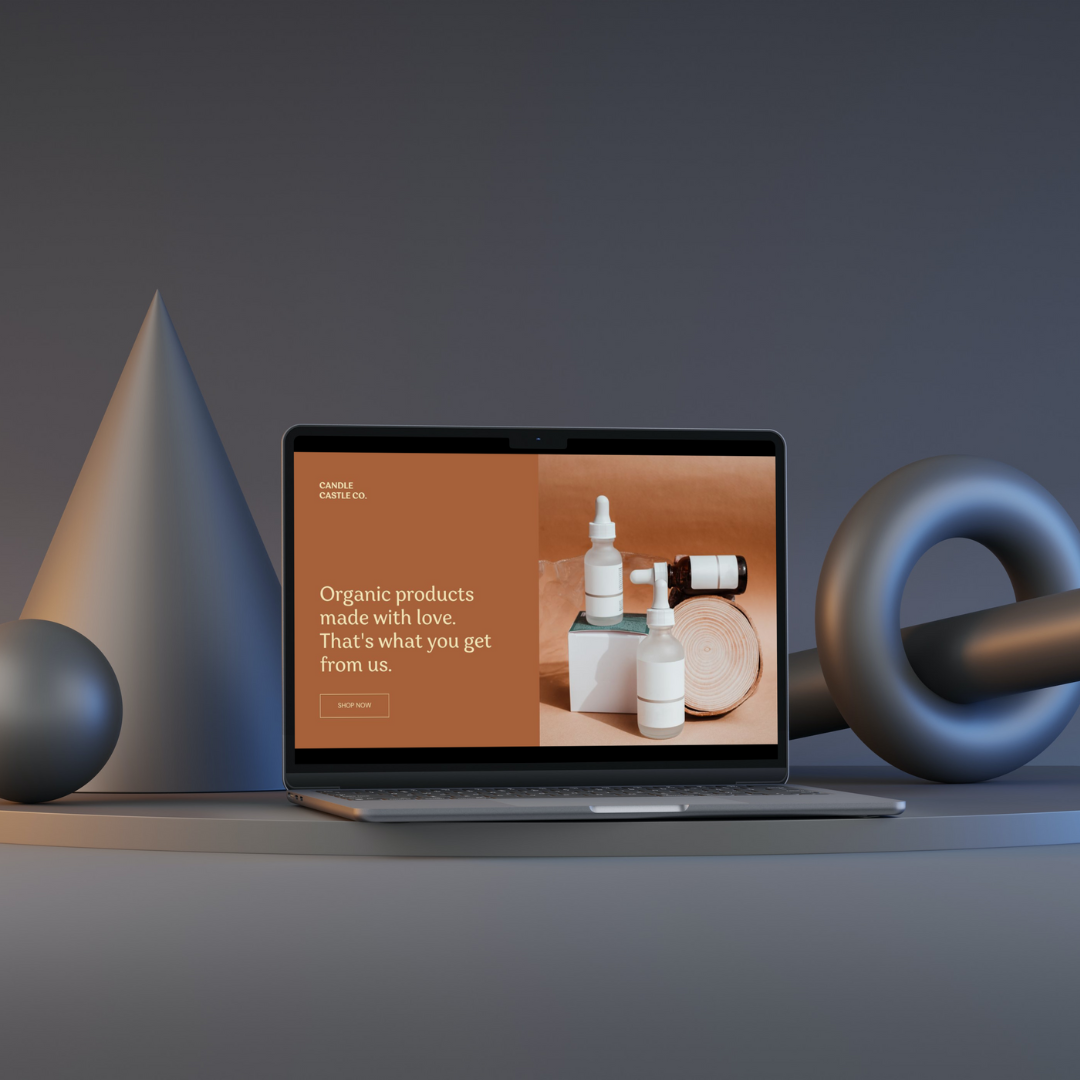 CANDLE
CASTLE CO.
Organic products
made with love.
That's what you get
from us.
SHOP NOW